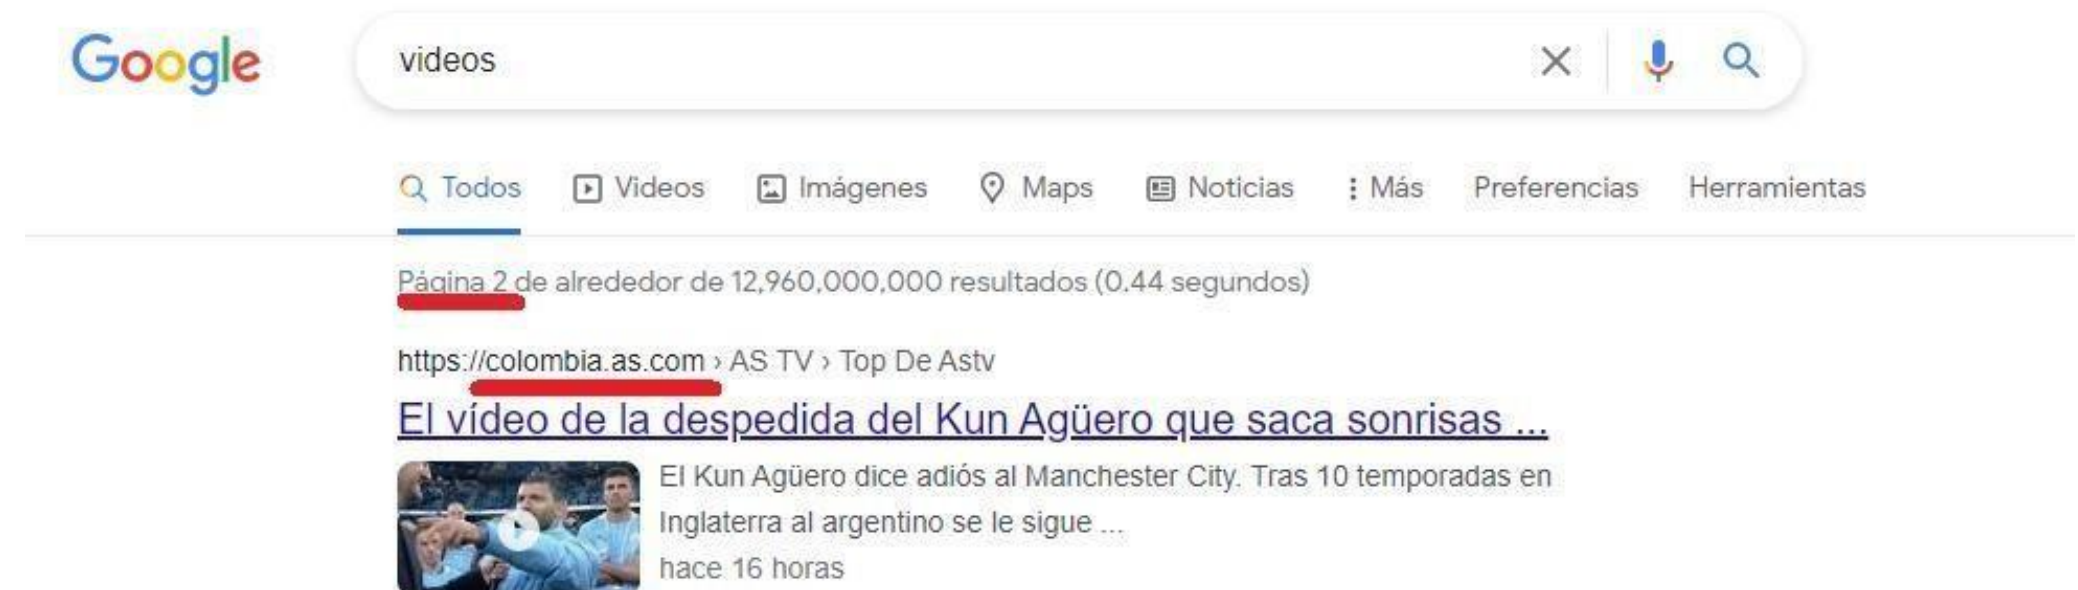 Google videos
Todos Videos Imágenes Maps Noticias Más Preferencias Herramientas
Página 2 de alrededor de 12,960,000,000 resultados (0.44 segundos)
https://colombia.as.com › AS TV › Top De Astv
El vídeo de la despedida del Kun Agüero que saca sonrisas ...
El Kun Agüero dice adiós al Manchester City. Tras 10 temporadas en
Inglaterra al argentino se le sigue ...
hace 16 horas